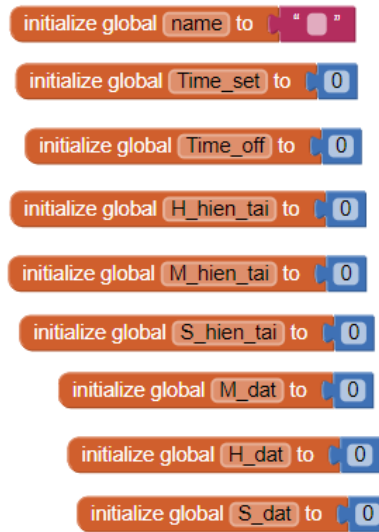 initialize global name to " "
initialize global Time_set to 0
initialize global Time_off to 0
initialize global H_hien_tai to 0
initialize global M_hien_tai to 0
initialize global S_hien_tai to 0
initialize global M_dat to 0
initialize global H_dat to 0
initialize global S_dat to 0